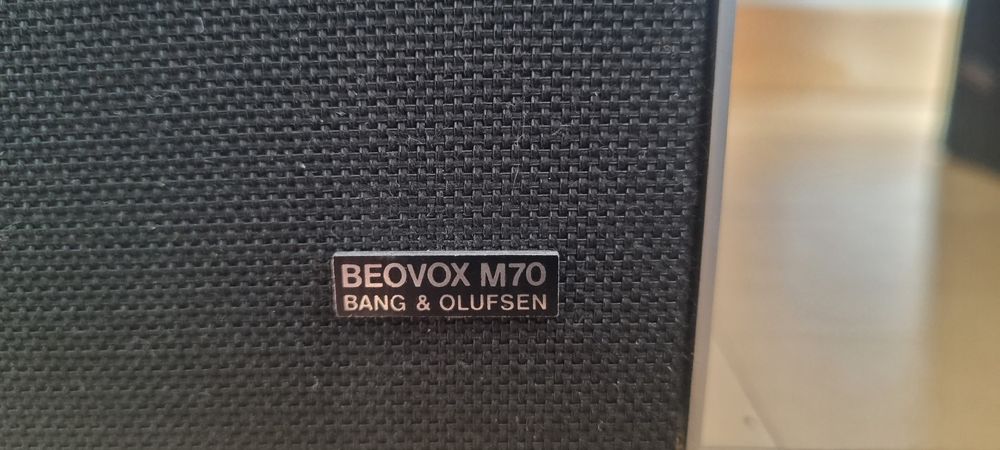 BEOVOX M70
BANG & OLUFSEN